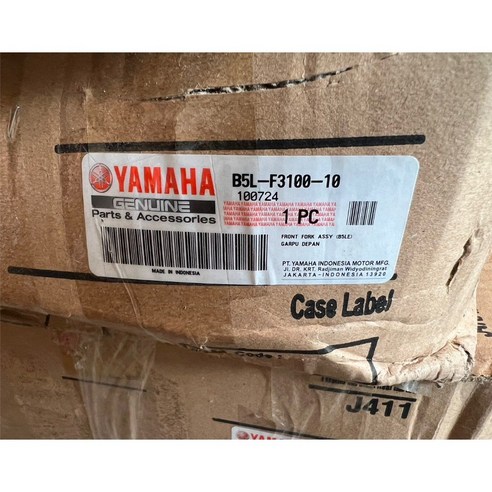 YAMAHA
GENUINE
Parts & Accessories
MADE IN INDONESIA
B5L-F3100-10
100724
1 PC
FRONT FORK ASSY (B5LE)
GARPU DEPAN
PT. YAMAHA INDONESIA MOTOR MFG.
JL. DR. KRT. Radjiman Widyodiningrat
JAKARTA-INDONESIA 13920
Case Label
J411
YAMAHA